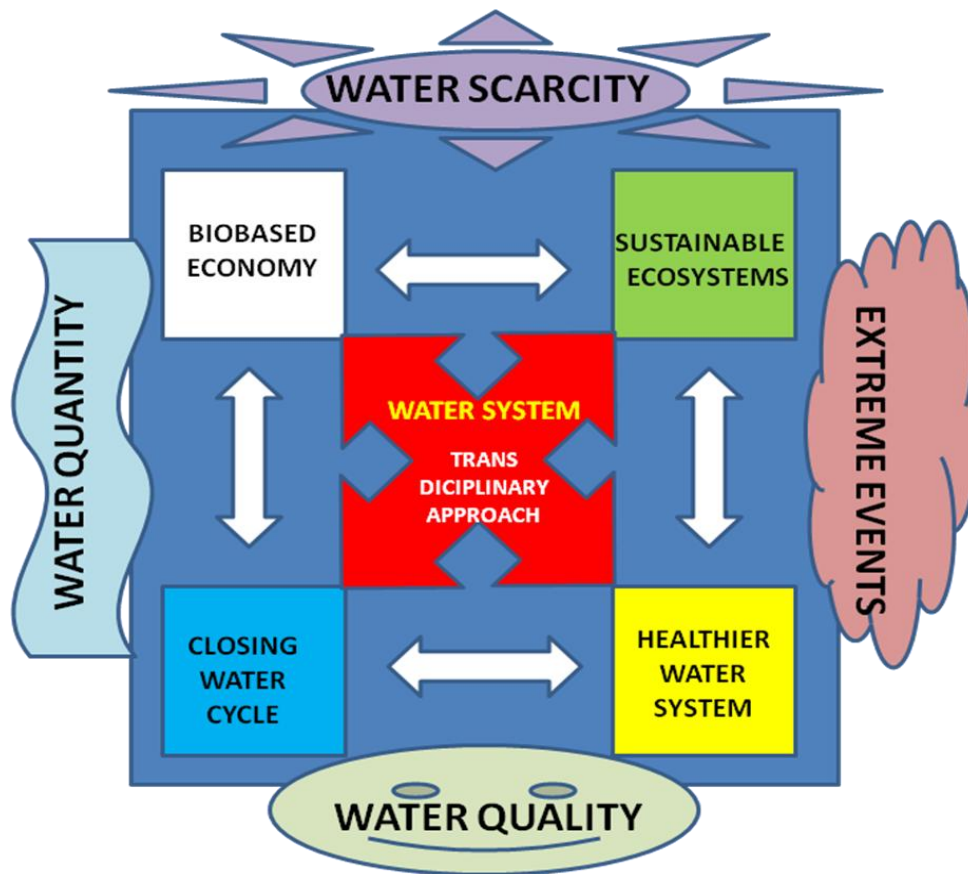 WATER SCARCITY
BIOBASED
ECONOMY
SUSTAINABLE
ECOSYSTEMS
WATER QUANTITY
EXTREME EVENTS
WATER SYSTEM
TRANS
DICIPLINARY
APPROACH
CLOSING
WATER
CYCLE
HEALTHIER
WATER
SYSTEM
WATER QUALITY